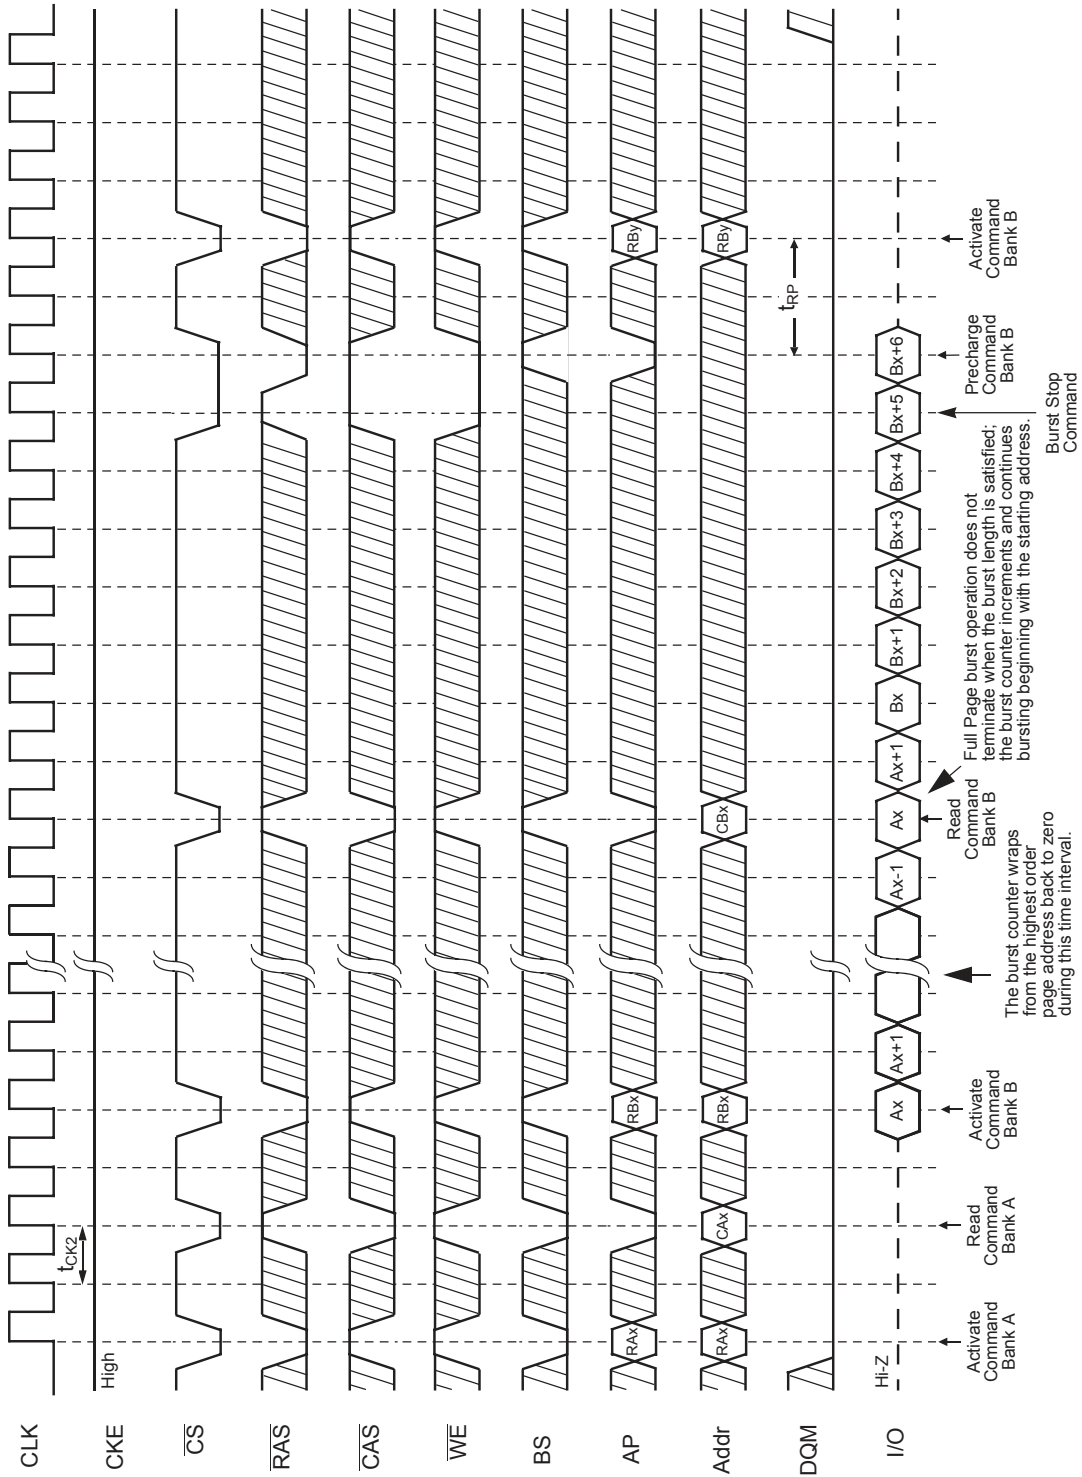 CLK
CKE
High
CS
RAS
CAS
WE
BS
AP
Addr
DQM
I/O
Hi-Z
tCK2
tRP
RAx
RBx
RBy
RAx
CAx
RBx
CBx
RBy
Ax
Ax+1
Ax-1
Ax
Ax+1
Bx
Bx+1
Bx+2
Bx+3
Bx+4
Bx+5
Bx+6
Activate
Command
Bank A
Read
Command
Bank A
Activate
Command
Bank B
The burst counter wraps
from the highest order
page address back to zero
during this time interval.
Read
Command
Bank B
Full Page burst operation does not
terminate when the burst length is satisfied;
the burst counter increments and continues
bursting beginning with the starting address.
Burst Stop
Command
Precharge
Command
Bank B
Activate
Command
Bank B